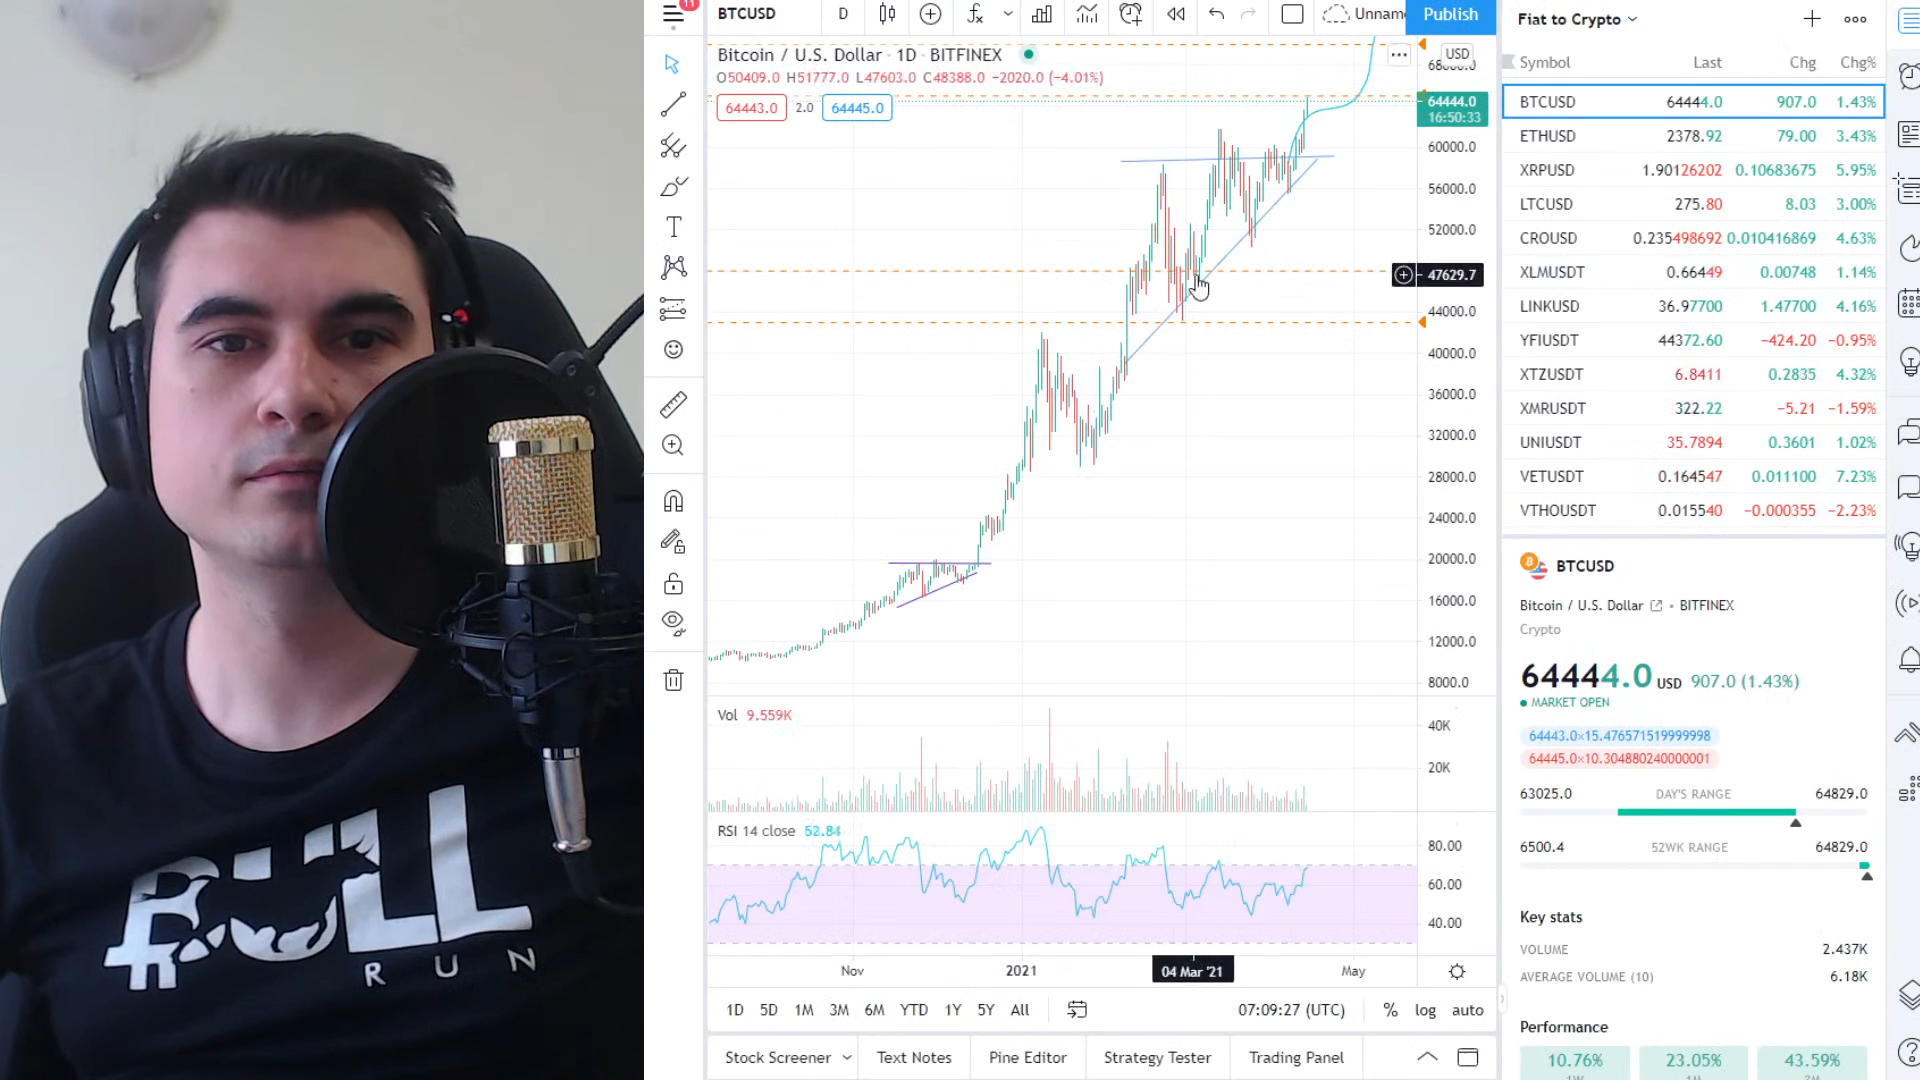 11
BTCUSD
D
Unnam
Publish
Fiat to Crypto
Bitcoin / U.S. Dollar · 1D · BITFINEX
USD
O50409.0 H51777.0 L47603.0 C48388.0 −2020.0 (−4.01%)
64443.0 2.0 64445.0
64444.0
16:50:33
60000.0
56000.0
52000.0
47629.7
44000.0
40000.0
36000.0
32000.0
28000.0
24000.0
20000.0
16000.0
12000.0
8000.0
Vol 9.559K
40K
20K
RSI 14 close 52.84
80.00
60.00
40.00
Nov 2021 04 Mar '21 May
1D 5D 1M 3M 6M YTD 1Y 5Y All 07:09:27 (UTC) % log auto
Stock Screener Text Notes Pine Editor Strategy Tester Trading Panel
Symbol Last Chg Chg%
BTCUSD 64444.0 907.0 1.43%
ETHUSD 2378.92 79.00 3.43%
XRPUSD 1.90126202 0.10683675 5.95%
LTCUSD 275.80 8.03 3.00%
CROUSD 0.235498692 0.010416869 4.63%
XLMUSDT 0.66449 0.00748 1.14%
LINKUSD 36.97700 1.47700 4.16%
YFIUSDT 44372.60 −424.20 −0.95%
XTZUSDT 6.8411 0.2835 4.32%
XMRUSDT 322.22 −5.21 −1.59%
UNIUSDT 35.7894 0.3601 1.02%
VETUSDT 0.164547 0.011100 7.23%
VTHOUSDT 0.015540 −0.000355 −2.23%
BTCUSD
Bitcoin / U.S. Dollar • BITFINEX
Crypto
64444.0 USD 907.0 (1.43%)
MARKET OPEN
64443.0×15.476571519999998
64445.0×10.304880240000001
63025.0 DAY'S RANGE 64829.0
6500.4 52WK RANGE 64829.0
Key stats
VOLUME 2.437K
AVERAGE VOLUME (10) 6.18K
Performance
10.76% 23.05% 43.59%
BULL
RUN